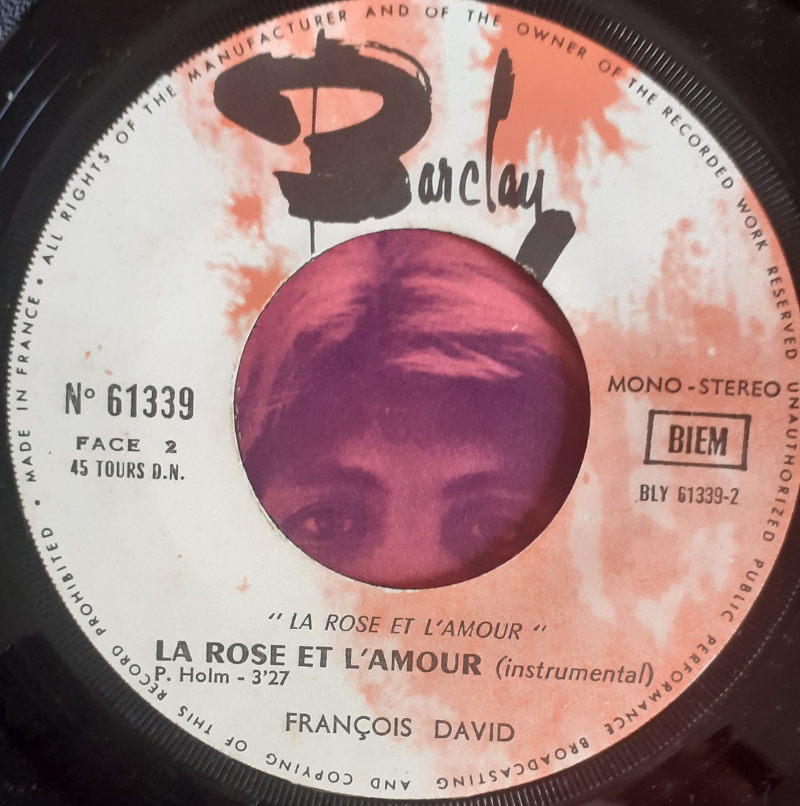 MADE IN FRANCE • ALL RIGHTS OF THE MANUFACTURER AND OF THE OWNER OF THE RECORDED WORK RESERVED UNAUTHORIZED PUBLIC PERFORMANCE BROADCASTING AND COPYING OF THIS RECORD PROHIBITED •
Barclay
Nº 61339
FACE 2
45 TOURS D.N.
MONO-STEREO
BIEM
BLY 61339-2
" LA ROSE ET L'AMOUR "
LA ROSE ET L'AMOUR (instrumental)
P. Holm - 3'27
FRANÇOIS DAVID